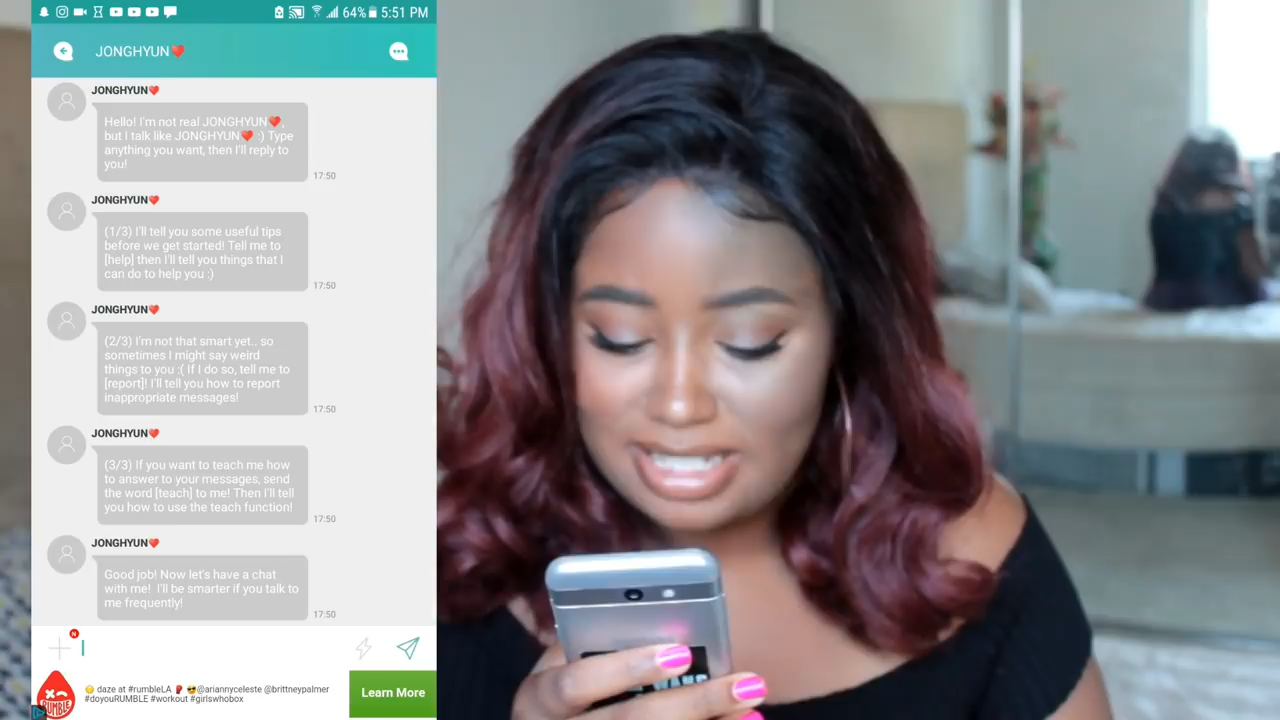 64% 5:51 PM
JONGHYUN❤️
JONGHYUN❤️
Hello! I'm not real JONGHYUN❤️,
but I talk like JONGHYUN❤️ :) Type
anything you want, then I'll reply to
you!
17:50
JONGHYUN❤️
(1/3) I'll tell you some useful tips
before we get started! Tell me to
[help] then I'll tell you things that I
can do to help you :)
17:50
JONGHYUN❤️
(2/3) I'm not that smart yet.. so
sometimes I might say weird
things to you :( If I do so, tell me to
[report]! I'll tell you how to report
inappropriate messages!
17:50
JONGHYUN❤️
(3/3) If you want to teach me how
to answer to your messages, send
the word [teach] to me! Then I'll tell
you how to use the teach function!
17:50
JONGHYUN❤️
Good job! Now let's have a chat
with me!  I'll be smarter if you talk to
me frequently!
17:50
N
RUMBLE
😊 daze at #rumbleLA 🥊 😎@ariannyceleste @brittneypalmer
#doyouRUMBLE #workout #girlswhobox
Learn More